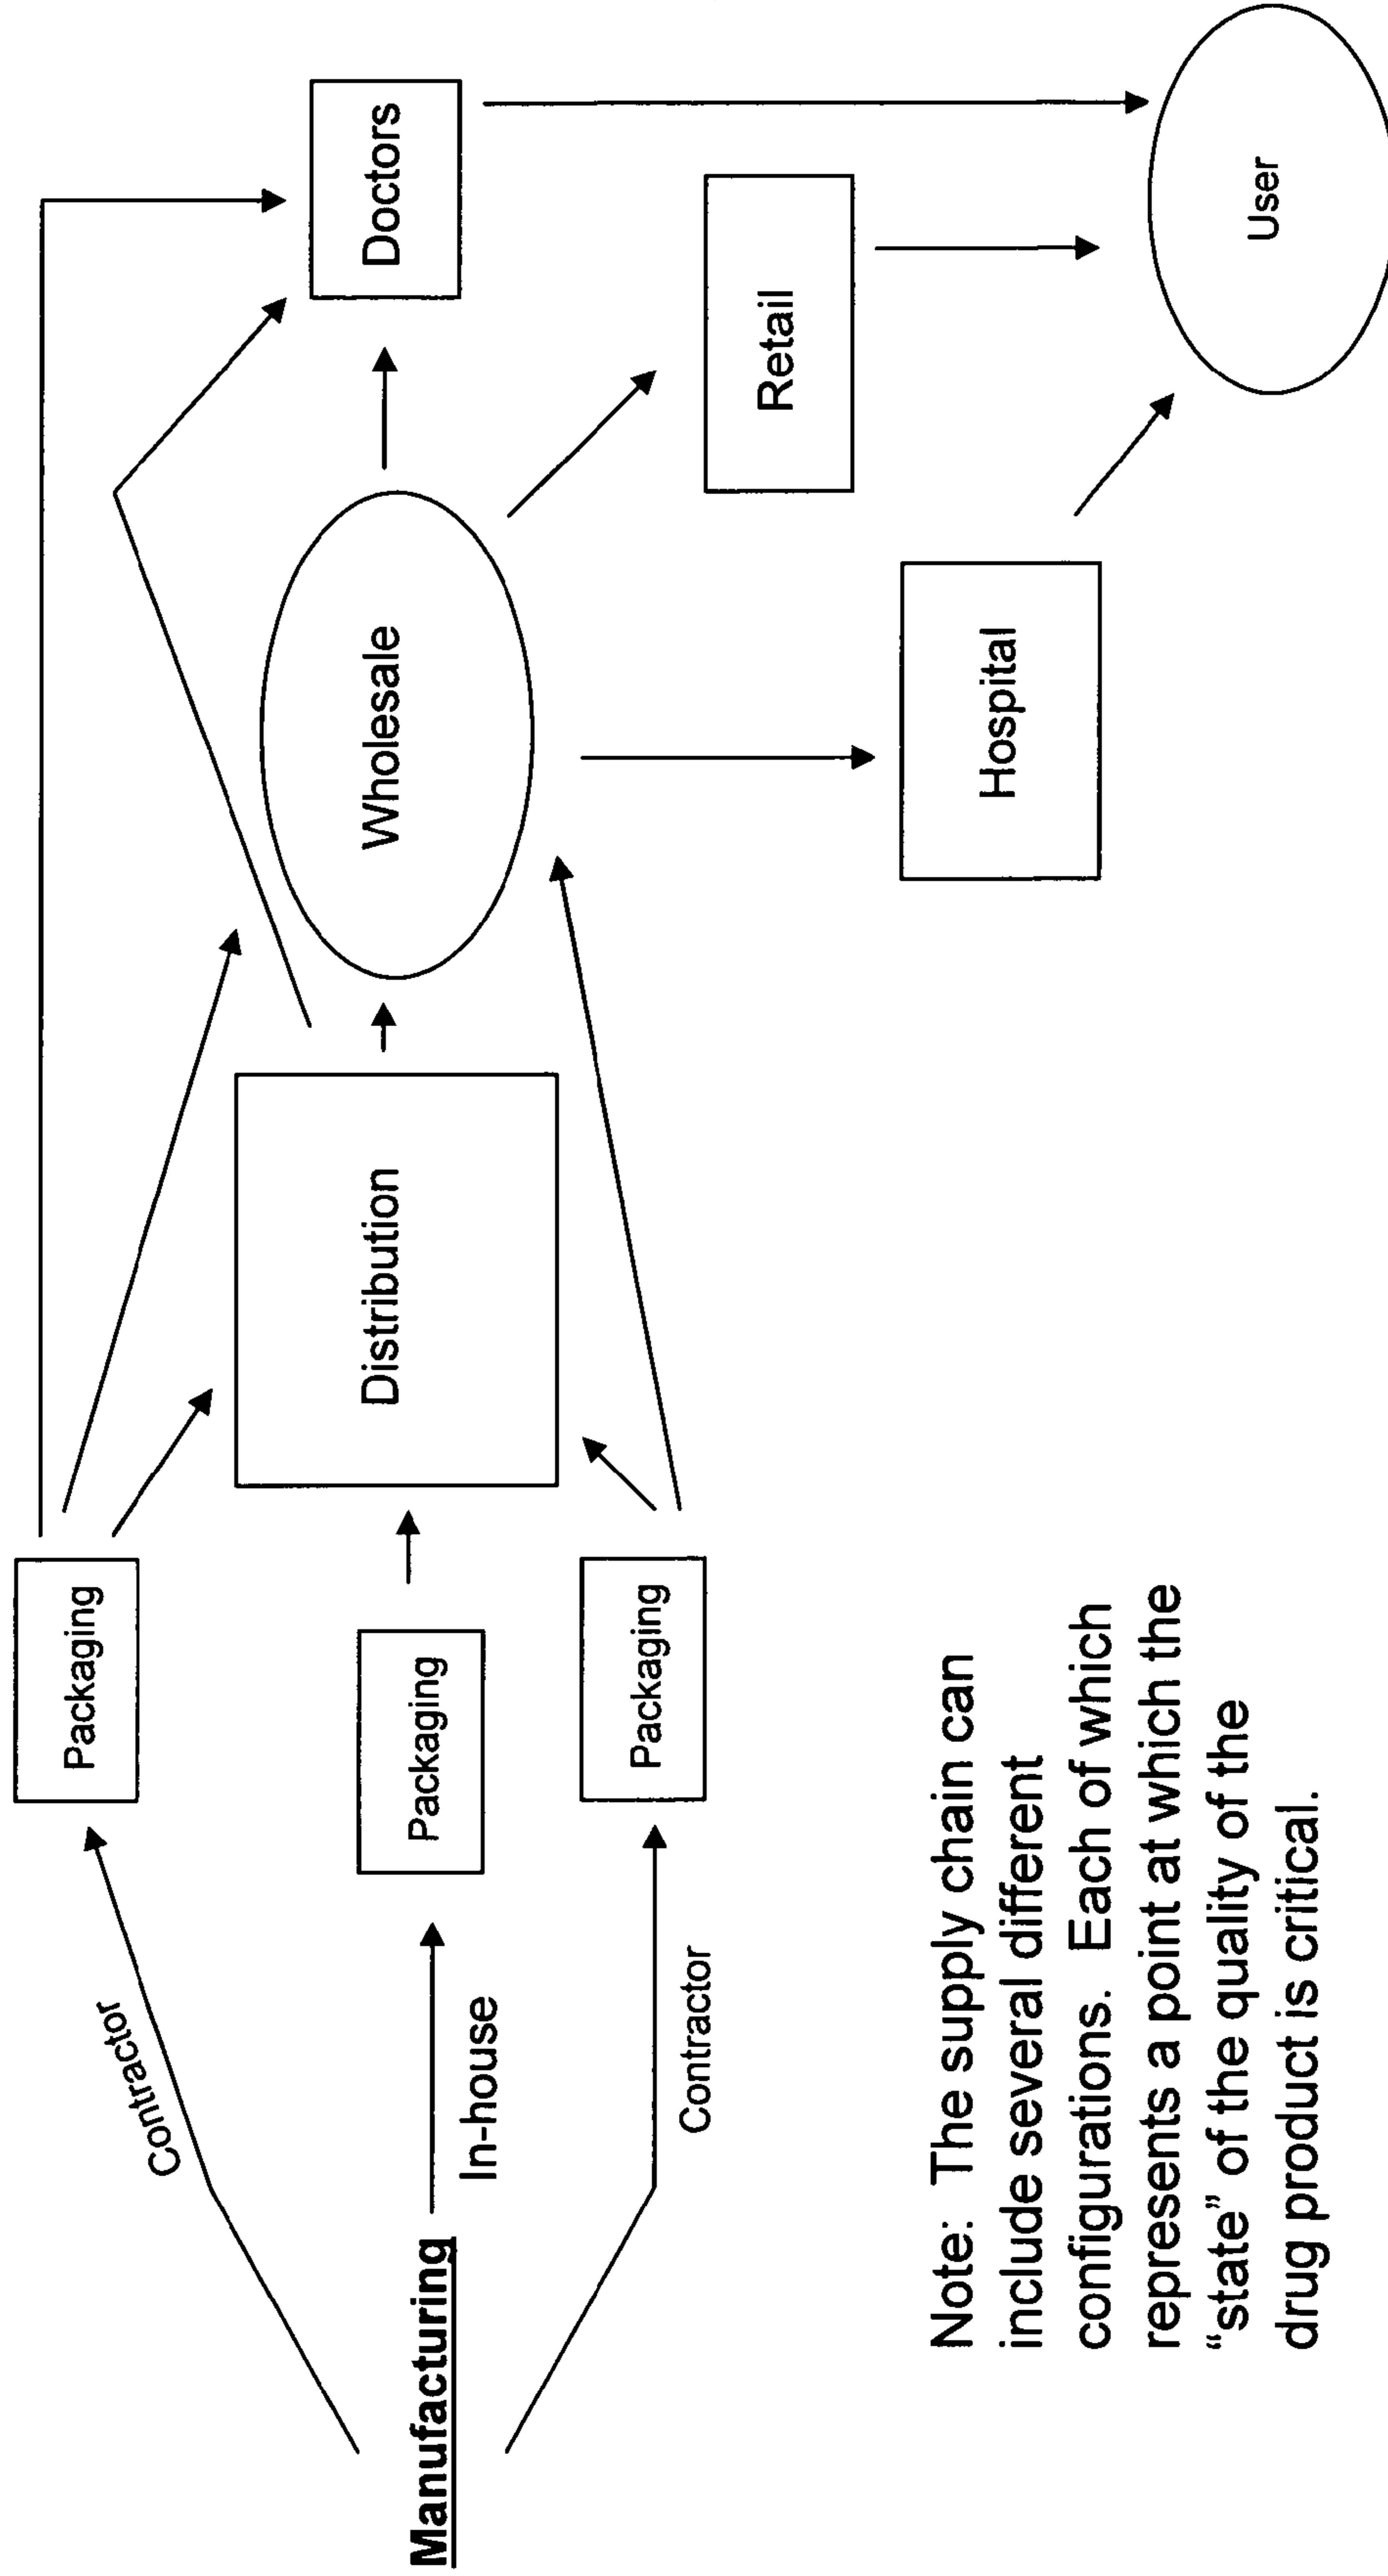 Manufacturing
Contractor
In-house
Contractor
Packaging
Packaging
Packaging
Distribution
Wholesale
Doctors
Retail
Hospital
User
Note:  The supply chain can
include several different
configurations.  Each of which
represents a point at which the
“state” of the quality of the
drug product is critical.